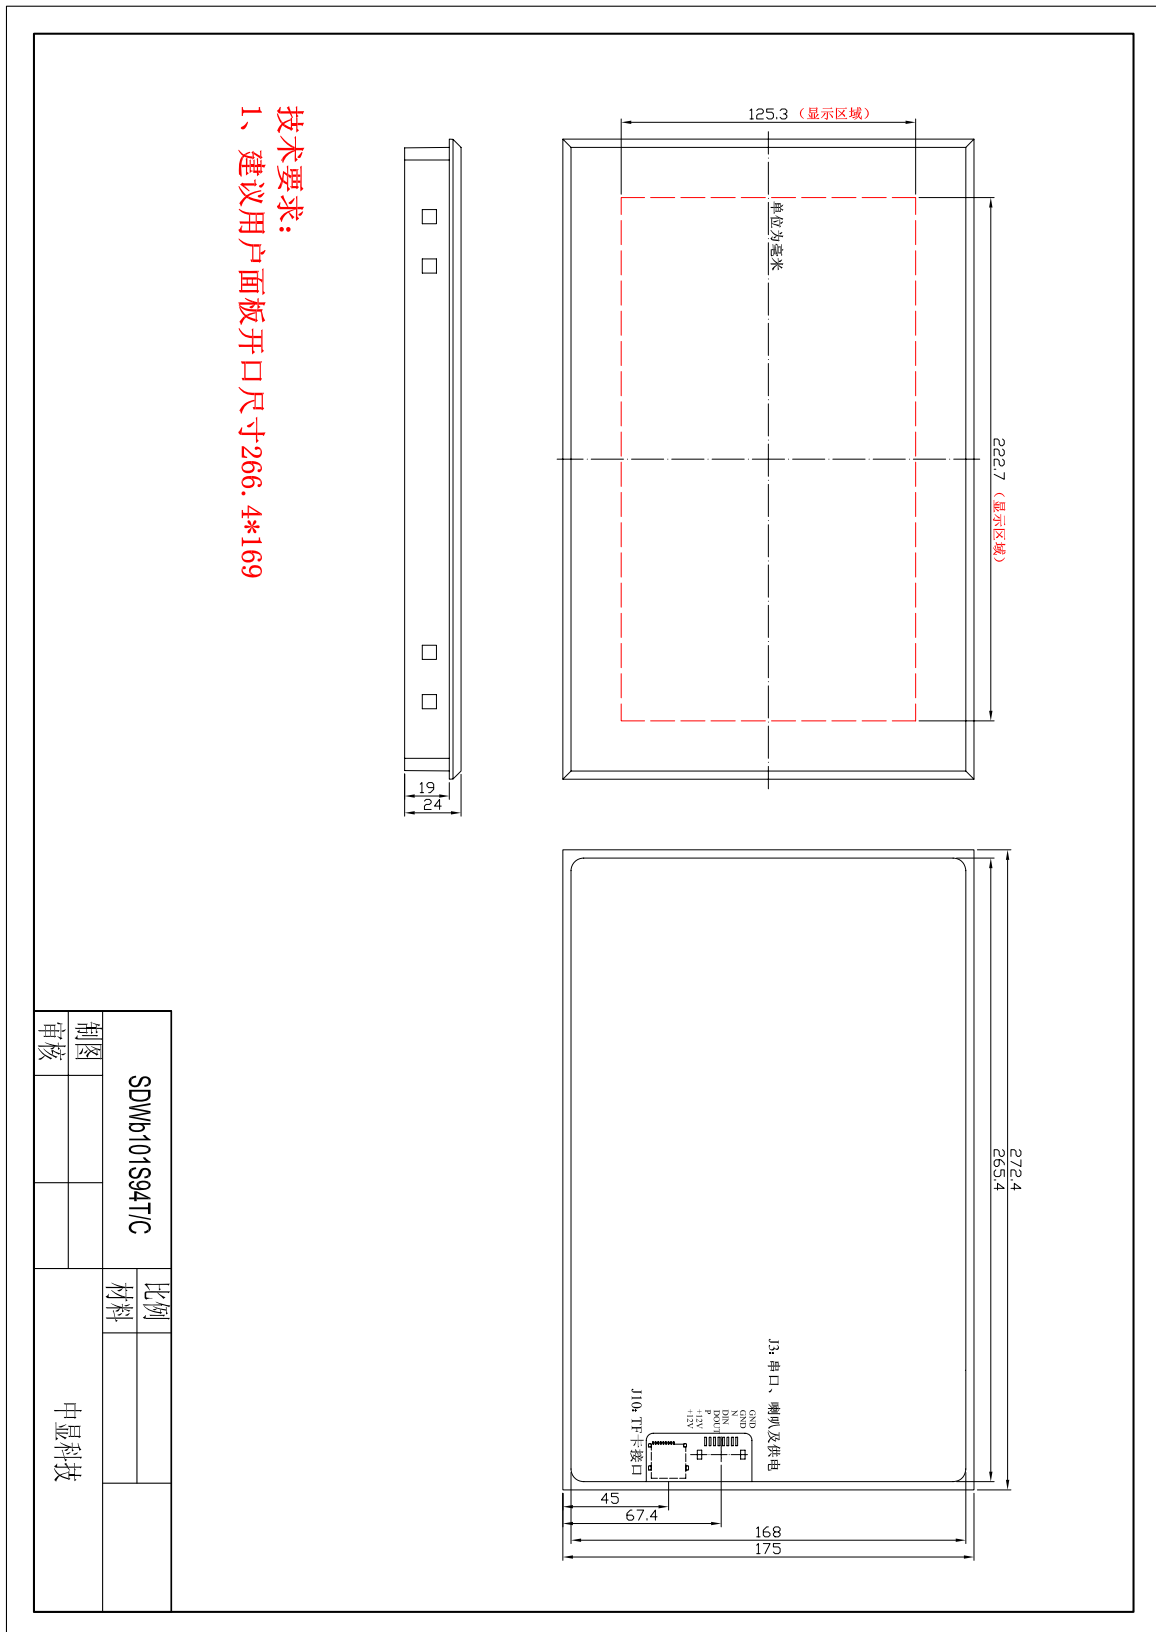 125.3（显示区域）
单位为毫米
222.7（显示区域）
技术要求：
1、建议用户面板开口尺寸266.4*169
19
24
272.4
265.4
J3：串口、喇叭及供电
GND
GND
N
DIN
DOUT
P
+12V
+12V
J10：TF卡接口
45
67.4
168
175
SDWb101S94T/C
比例
材料
制图
审核
中显科技